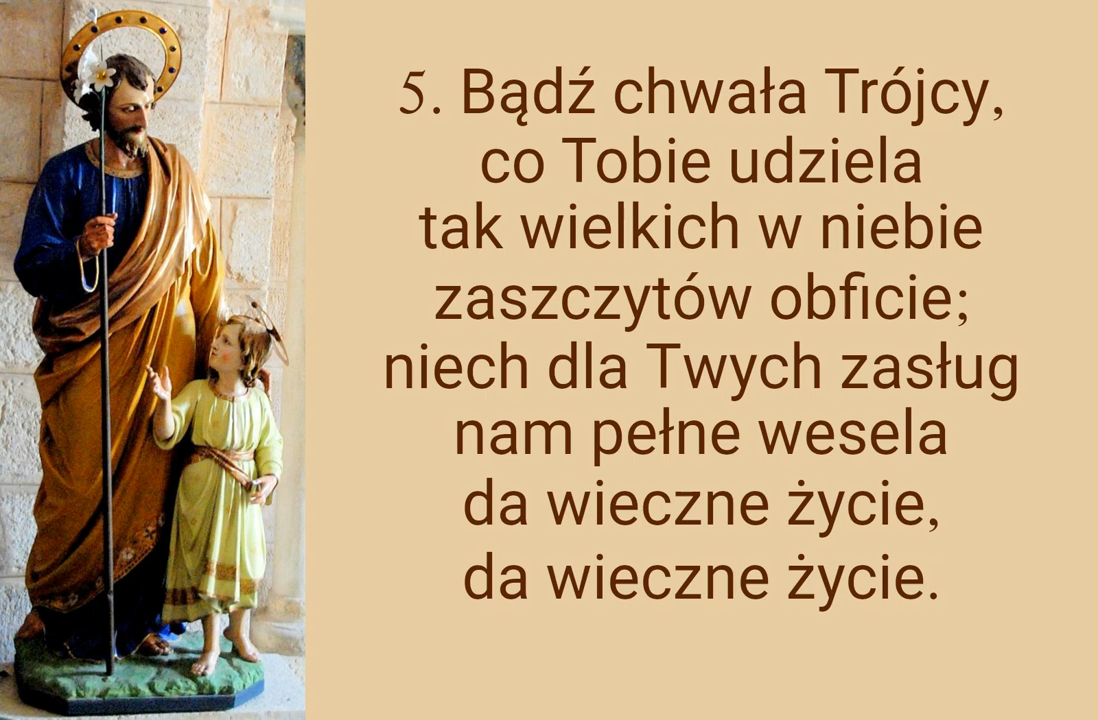 5. Bądź chwała Trójcy,
co Tobie udziela
tak wielkich w niebie
zaszczytów obficie;
niech dla Twych zasług
nam pełne wesela
da wieczne życie,
da wieczne życie.